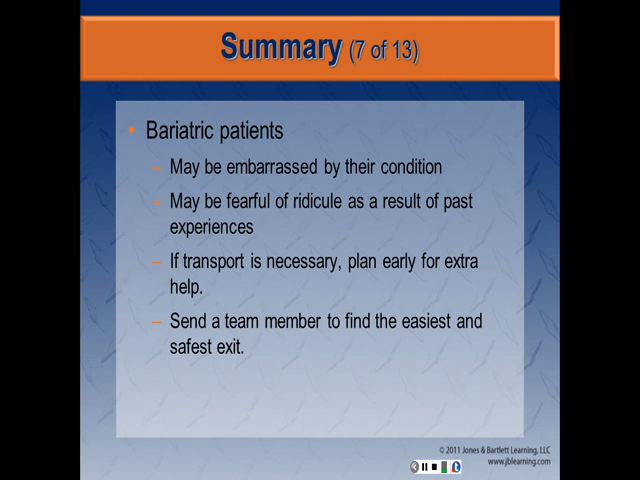 Summary (7 of 13)
• Bariatric patients
– May be embarrassed by their condition
– May be fearful of ridicule as a result of past
experiences
– If transport is necessary, plan early for extra
help.
– Send a team member to find the easiest and
safest exit.
© 2011 Jones & Bartlett Learning, LLC
www.jblearning.com